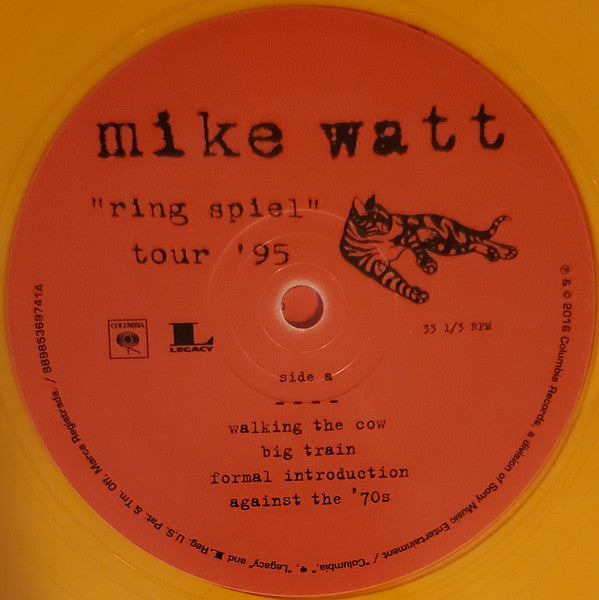 mike watt
"ring spiel"
tour '95
COLUMBIA
L
LEGACY
33 1/3 RPM
side a
----
walking the cow
big train
formal introduction
against the '70s
℗ & © 2016 Columbia Records, a division of Sony Music Entertainment / "Columbia," "Legacy" and L Reg. U.S. Pat. & Tm. Off. Marca Registrada. / 88985369741A